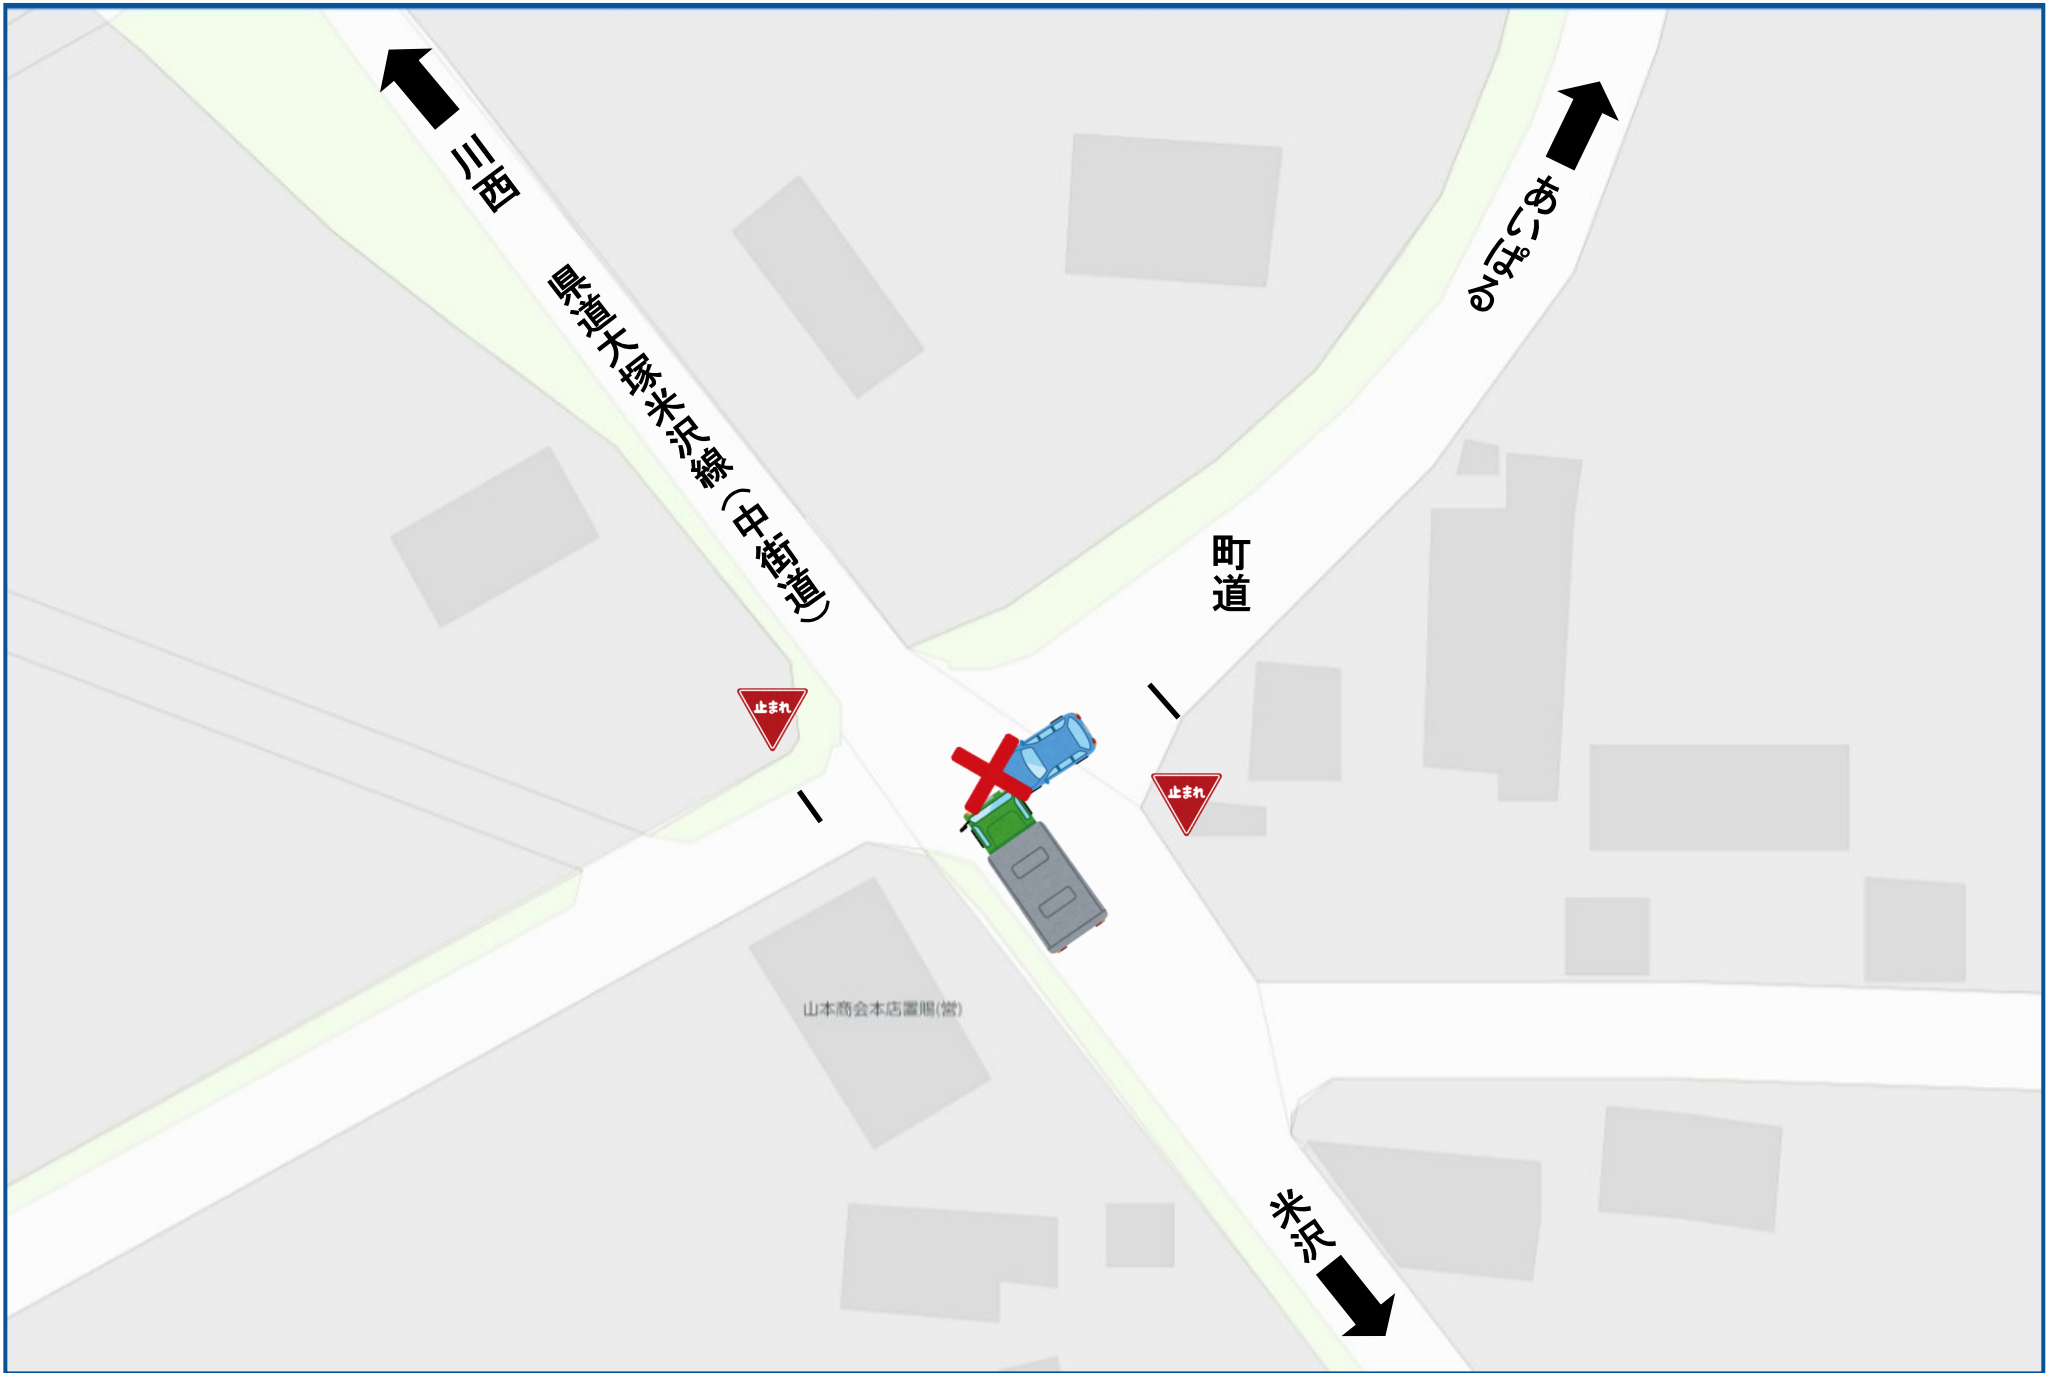 川西
あいぱる
県道大塚米沢線(中街道)
町道
止まれ
止まれ
山本商会本店置賜(営)
米沢